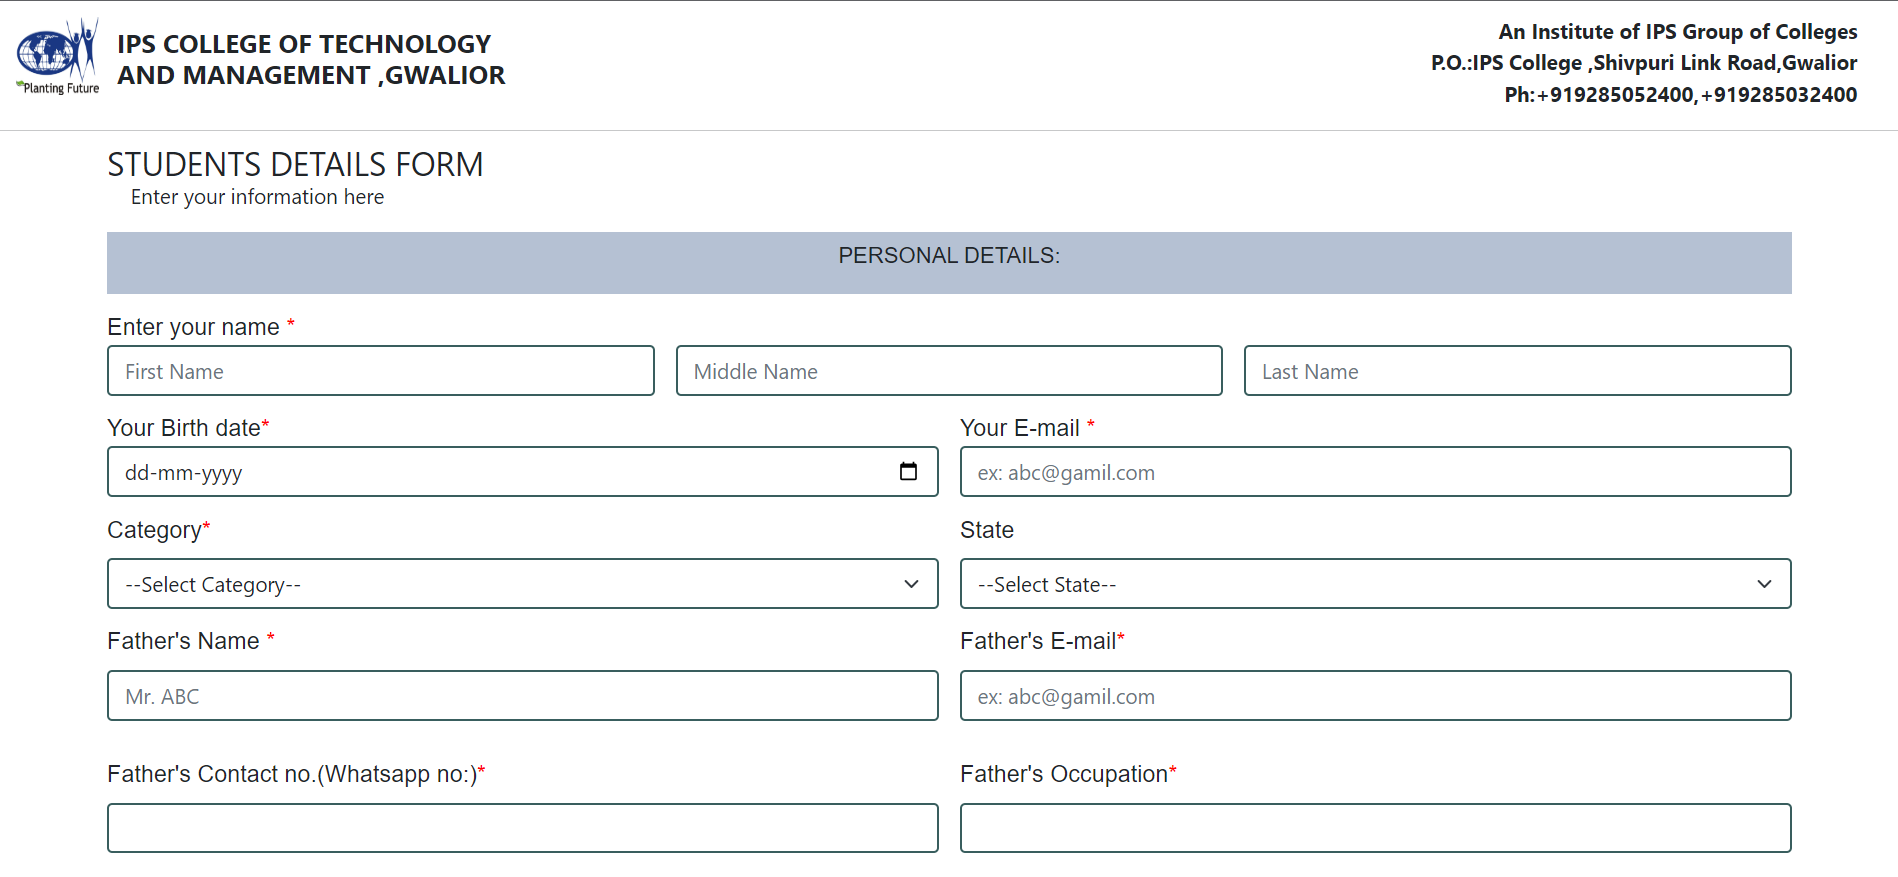 Planting Future
IPS COLLEGE OF TECHNOLOGY
AND MANAGEMENT ,GWALIOR
An Institute of IPS Group of Colleges
P.O.:IPS College ,Shivpuri Link Road,Gwalior
Ph:+919285052400,+919285032400
STUDENTS DETAILS FORM
Enter your information here
PERSONAL DETAILS:
Enter your name *
First Name
Middle Name
Last Name
Your Birth date*
Your E-mail *
dd-mm-yyyy
ex: abc@gamil.com
Category*
State
--Select Category--
--Select State--
Father's Name *
Father's E-mail*
Mr. ABC
ex: abc@gamil.com
Father's Contact no.(Whatsapp no:)*
Father's Occupation*